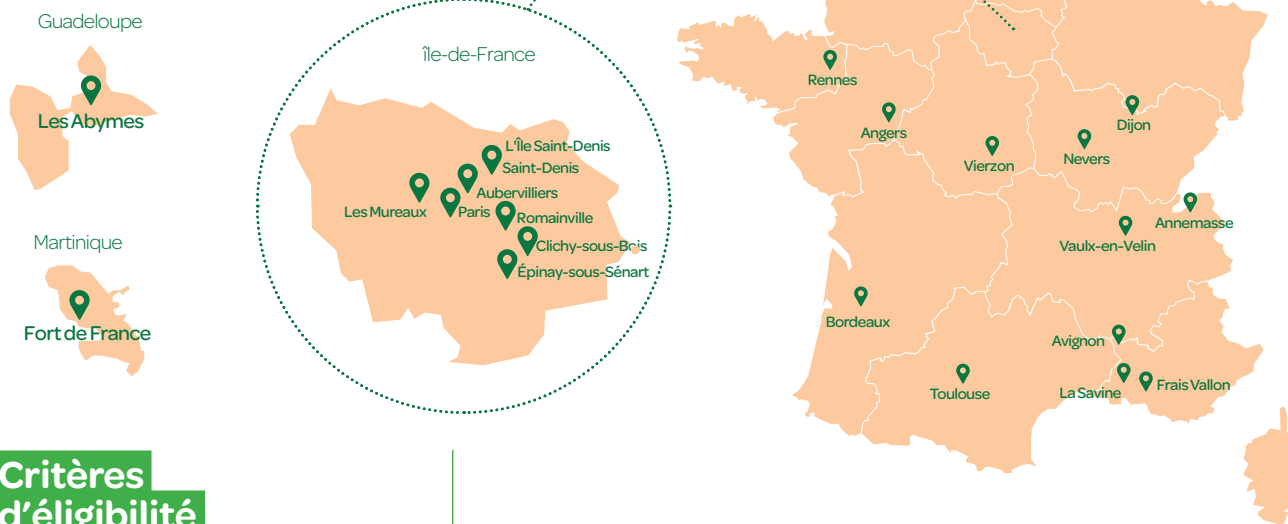 Guadeloupe
Les Abymes
Martinique
Fort de France
île-de-France
L'Île Saint-Denis
Saint-Denis
Aubervilliers
Les Mureaux
Paris
Romainville
Clichy-sous-Bois
Épinay-sous-Sénart
Rennes
Angers
Dijon
Nevers
Vierzon
Annemasse
Vaulx-en-Velin
Bordeaux
Avignon
Toulouse
La Savine
Frais Vallon
Critères
d'éligibilité